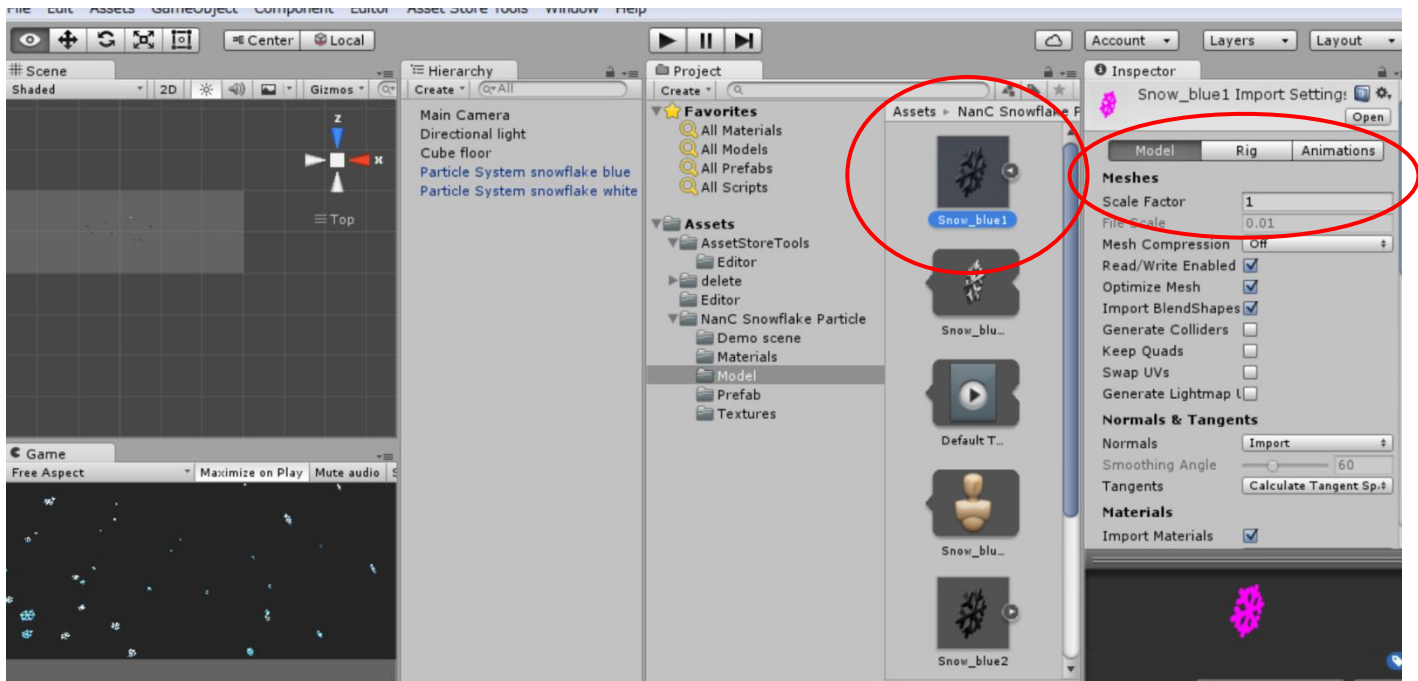 File Edit Assets GameObject Component Editor Asset Store Tools Window Help
Center Local
Account Layers Layout
Scene
Shaded 2D Gizmos
z
x
Top
Game
Free Aspect Maximize on Play Mute audio
Hierarchy
Create All
Main Camera
Directional light
Cube floor
Particle System snowflake blue
Particle System snowflake white
Project
Create
Favorites
All Materials
All Models
All Prefabs
All Scripts
Assets
AssetStoreTools
Editor
delete
Editor
NanC Snowflake Particle
Demo scene
Materials
Model
Prefab
Textures
Assets NanC Snowflake P
Snow_blue1
Snow_blu...
Default T...
Snow_blu...
Snow_blue2
Inspector
Snow_blue1 Import Settings
Open
Model Rig Animations
Meshes
Scale Factor 1
File Scale 0.01
Mesh Compression Off
Read/Write Enabled
Optimize Mesh
Import BlendShapes
Generate Colliders
Keep Quads
Swap UVs
Generate Lightmap U
Normals & Tangents
Normals Import
Smoothing Angle 60
Tangents Calculate Tangent Sp.
Materials
Import Materials